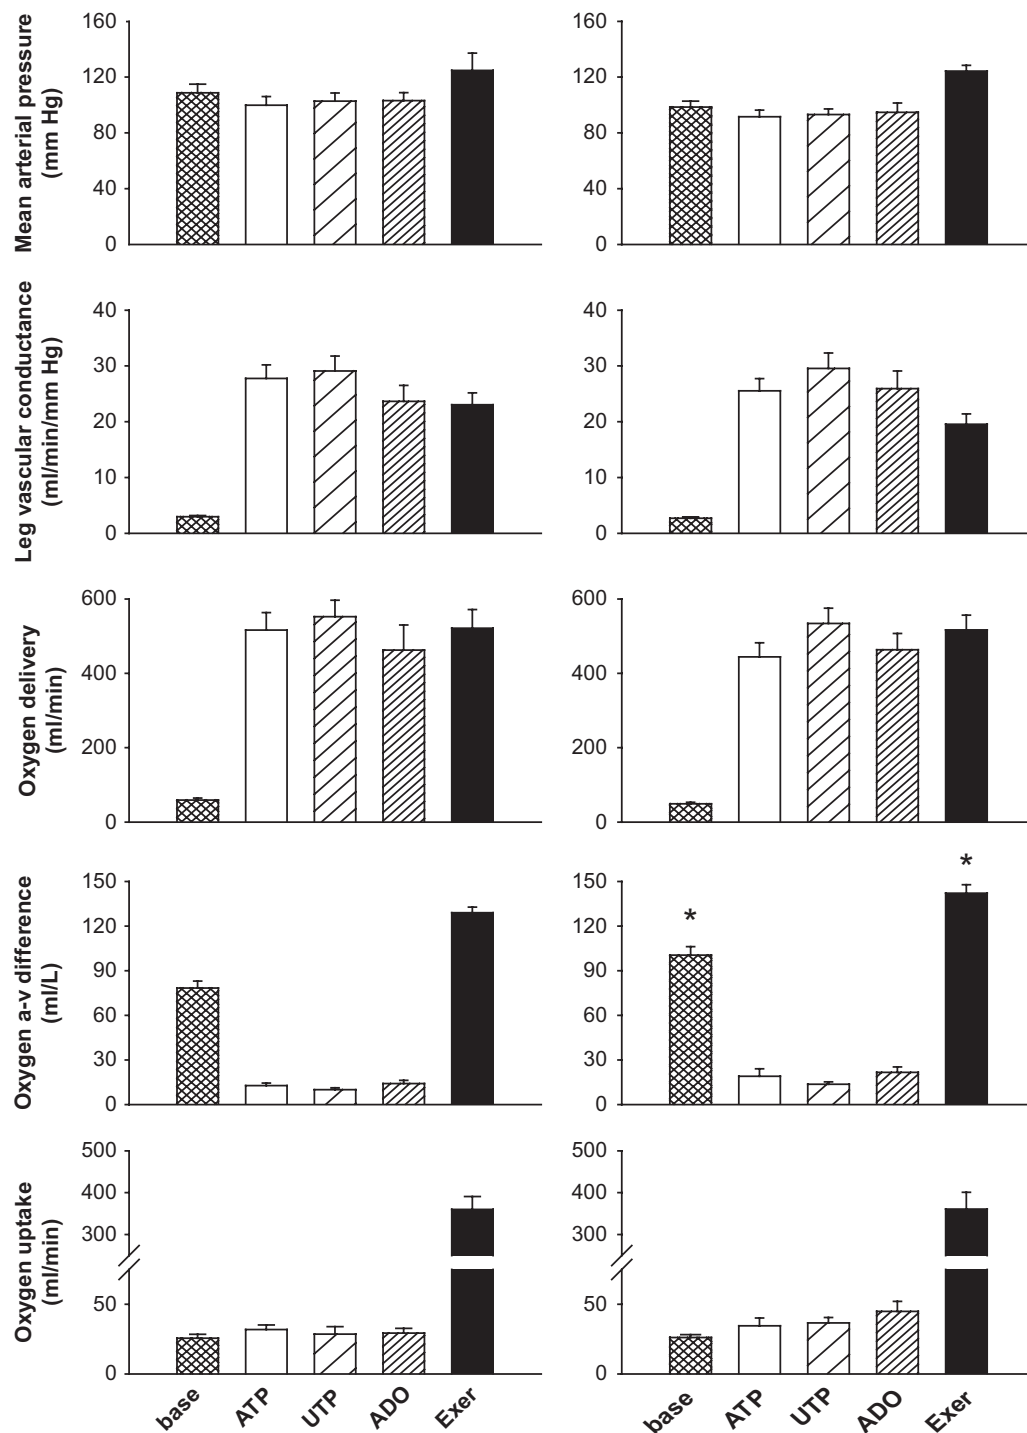 Mean arterial pressure
(mm Hg)
160
120
80
40
0
160
120
80
40
0
Leg vascular conductance
(ml/min/mm Hg)
40
30
20
10
0
40
30
20
10
0
Oxygen delivery
(ml/min)
600
400
200
0
600
400
200
0
Oxygen a-v difference
(ml/L)
150
120
90
60
30
0
150
120
90
60
30
0
*
*
Oxygen uptake
(ml/min)
500
400
300
50
0
500
400
300
50
0
base
ATP
UTP
ADO
Exer
base
ATP
UTP
ADO
Exer